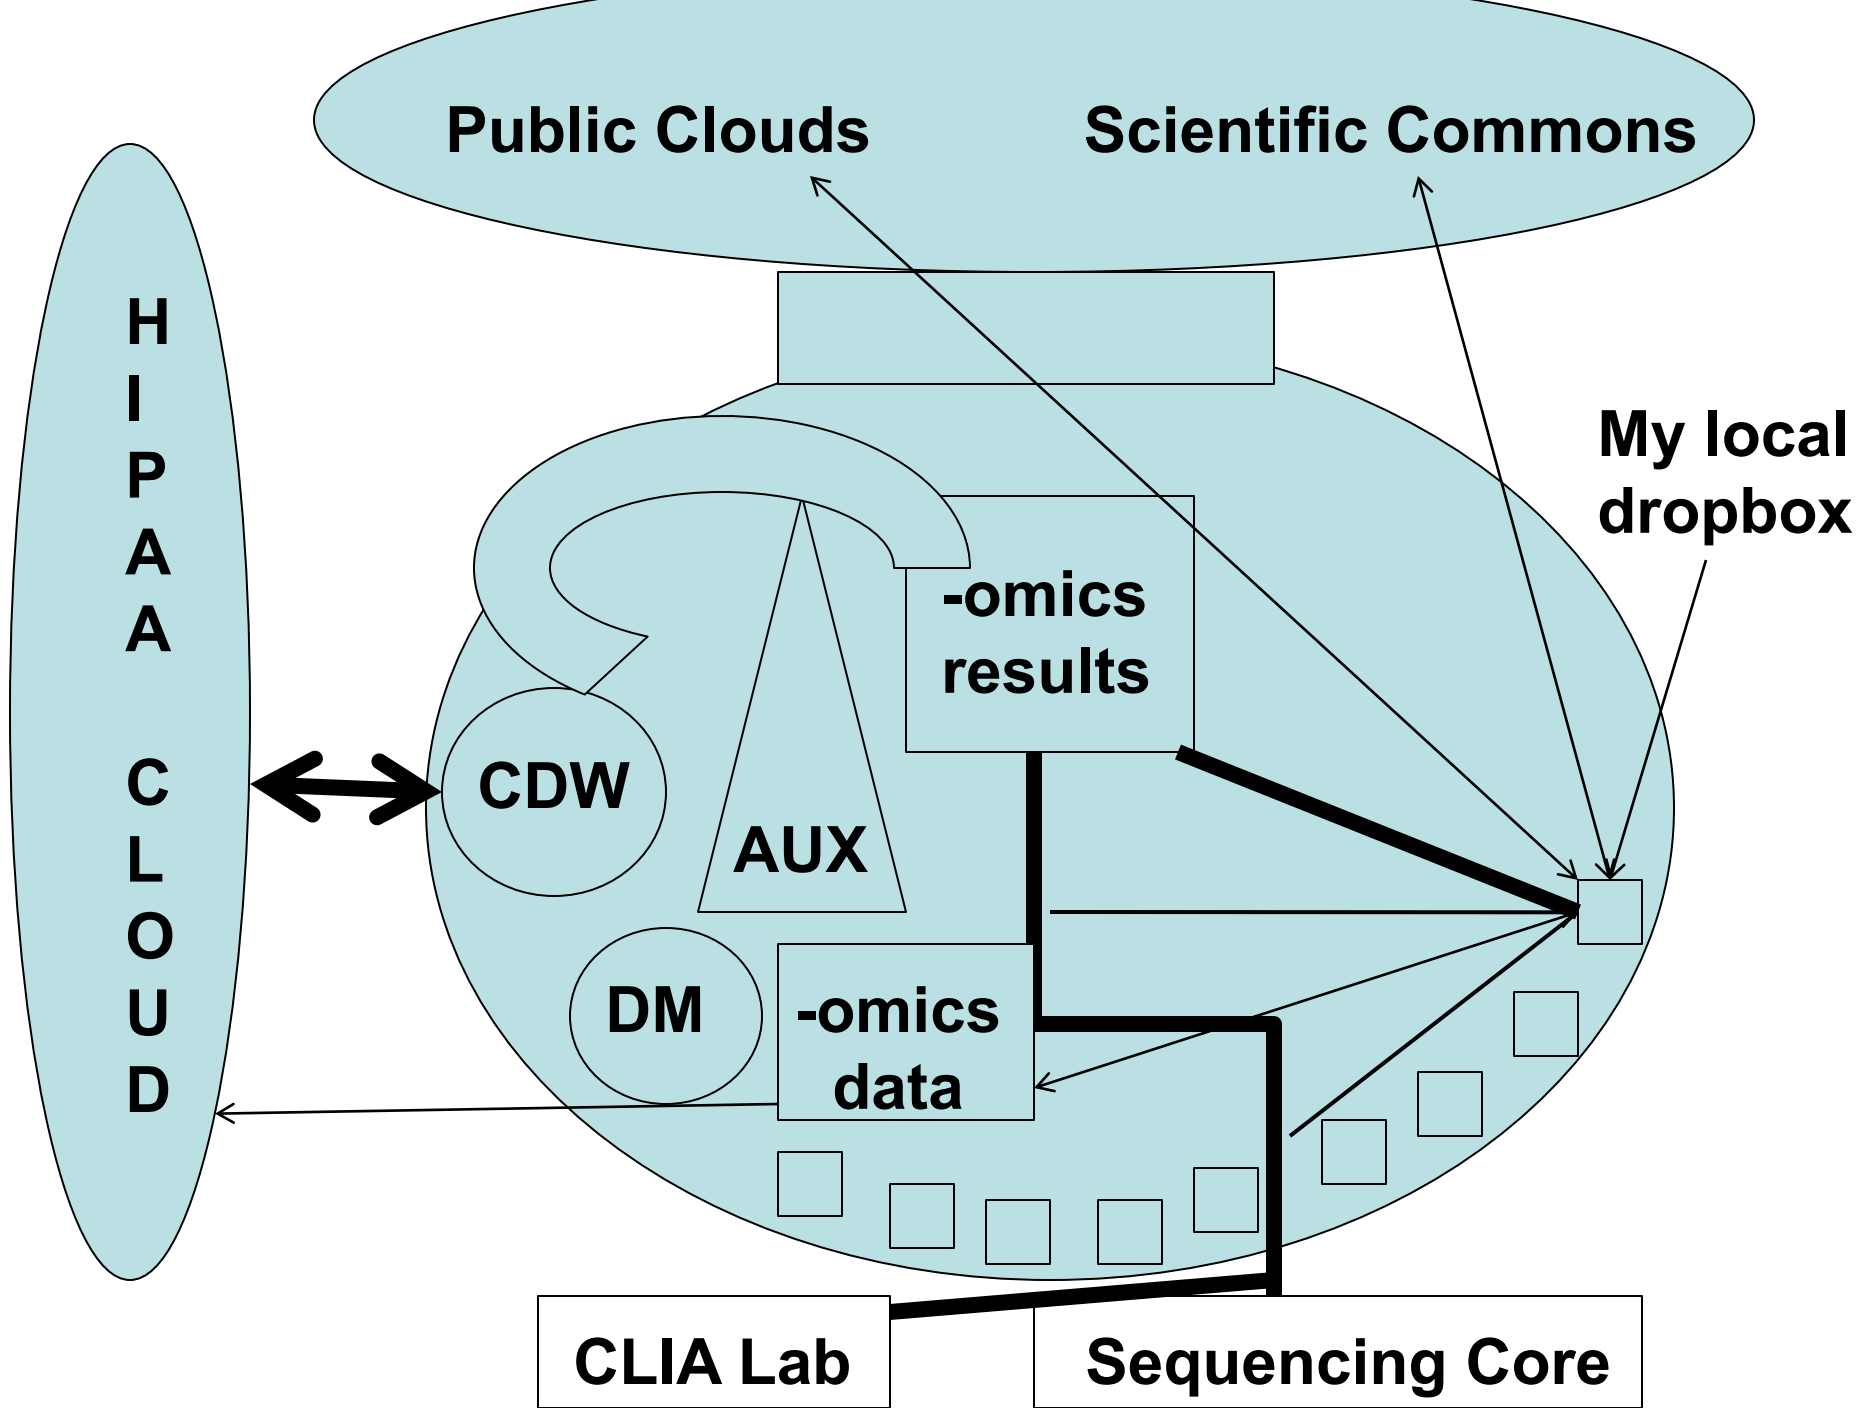 Public Clouds
Scientific Commons
H
I
P
A
A
C
L
O
U
D
My local
dropbox
-omics
results
CDW
AUX
DM
-omics
data
CLIA Lab
Sequencing Core